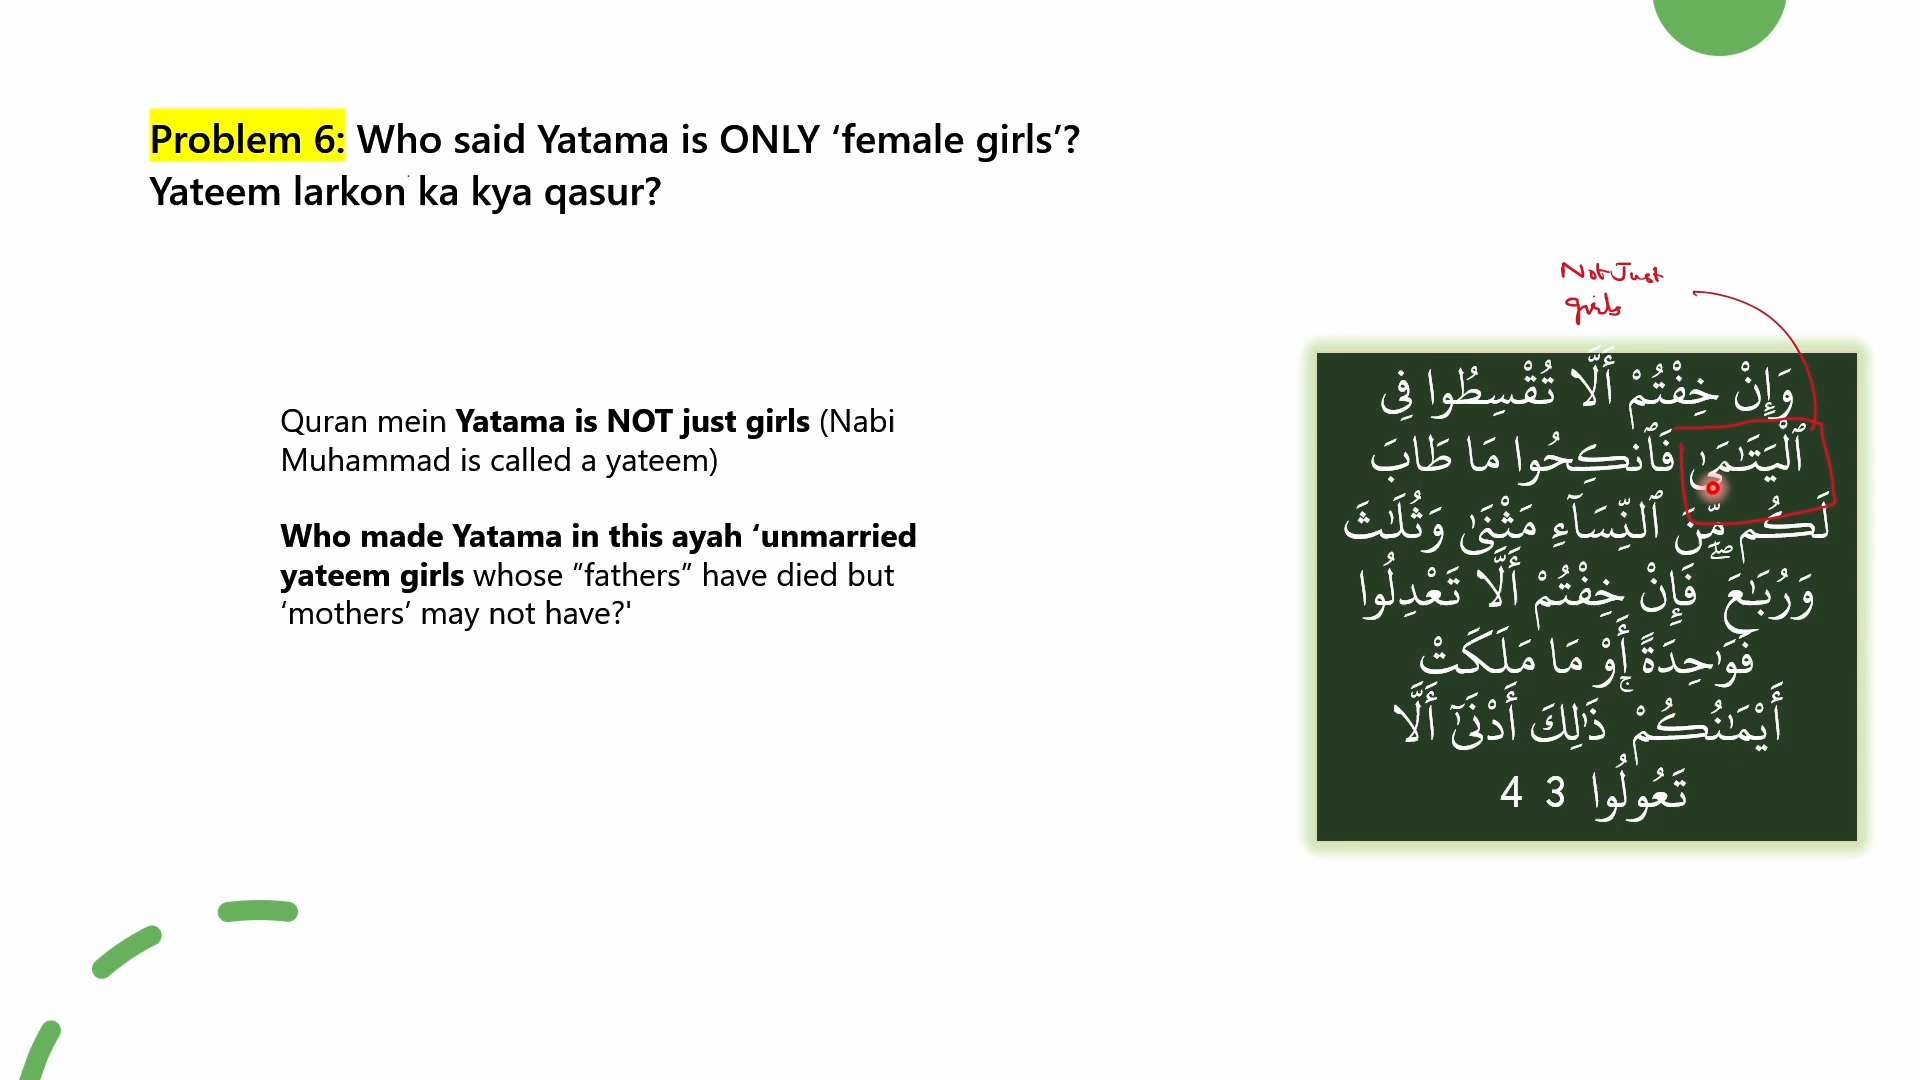 Problem 6: Who said Yatama is ONLY ‘female girls’?
Yateem larkon ka kya qasur?
Not Just
girls
Quran mein Yatama is NOT just girls (Nabi
Muhammad is called a yateem)
Who made Yatama in this ayah ‘unmarried
yateem girls whose ”fathers” have died but
‘mothers’ may not have?'
وَإِنْ خِفْتُمْ أَلَّا تُقْسِطُوا فِى
ٱلْيَتَـٰمَىٰ فَٱنكِحُوا مَا طَابَ
لَكُم مِّنَ ٱلنِّسَآءِ مَثْنَىٰ وَثُلَـٰثَ
وَرُبَـٰعَ ۖ فَإِنْ خِفْتُمْ أَلَّا تَعْدِلُوا
فَوَٰحِدَةً أَوْ مَا مَلَكَتْ
أَيْمَـٰنُكُمْ ۚ ذَٰلِكَ أَدْنَىٰٓ أَلَّا
تَعُولُوا 3 4